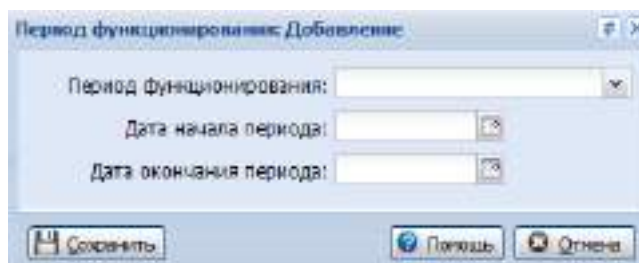 Период функционирования: Добавление
Период функционирования:
Дата начала периода:
Дата окончания периода:
Сохранить
Помощь
Отмена